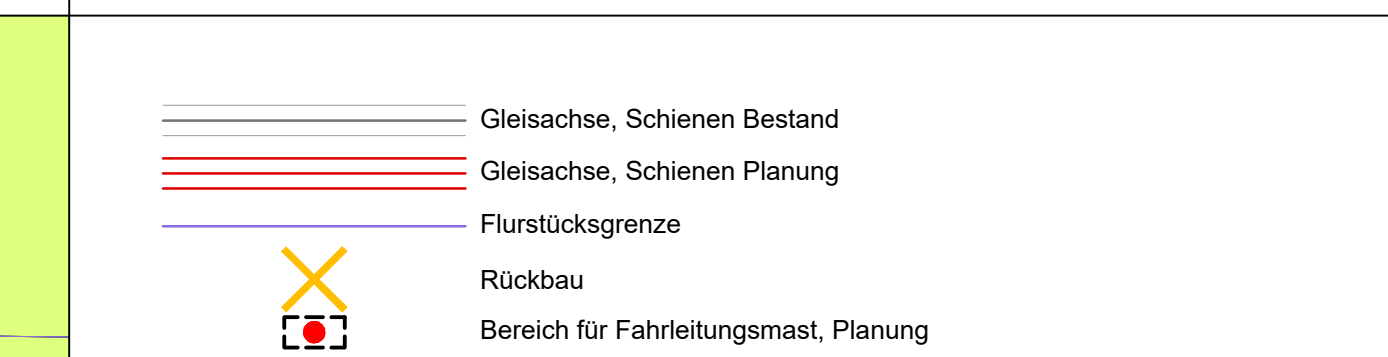 Gleisachse, Schienen Bestand
Gleisachse, Schienen Planung
Flurstücksgrenze
Rückbau
Bereich für Fahrleitungsmast, Planung